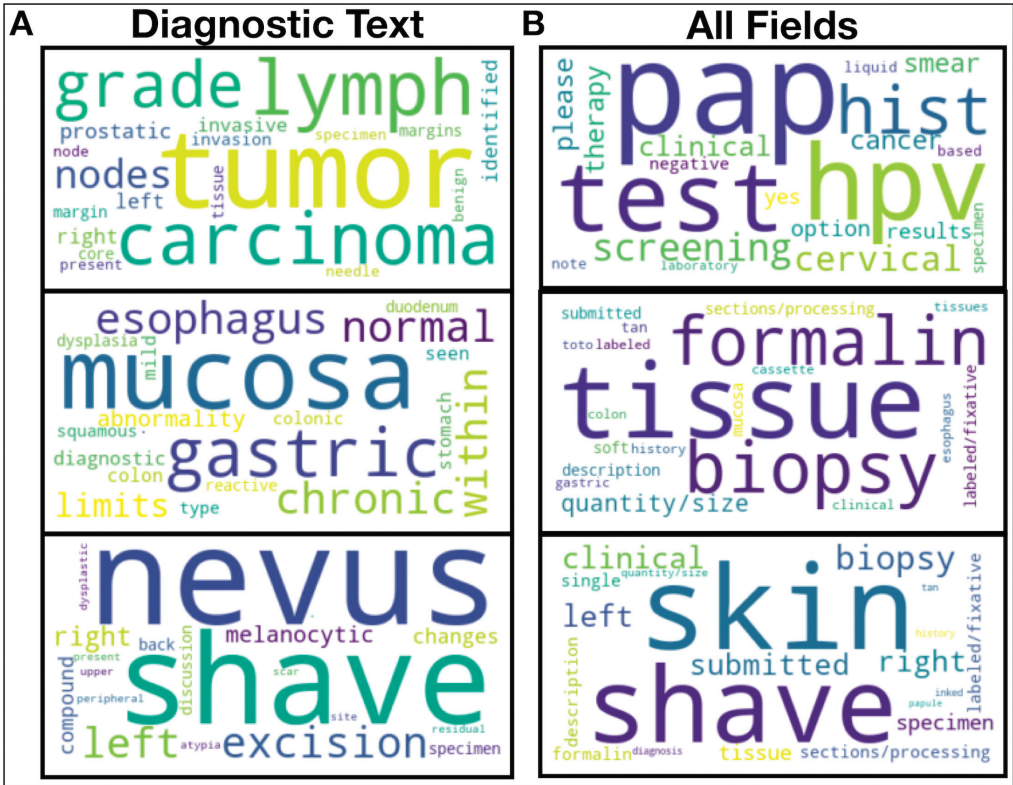 A Diagnostic Text
B All Fields
grade lymph identified
prostatic invasive specimen margins
invasion
node tumor
nodes tissue benign
left
margin
right carcinoma
core
present needle
duodenum
esophagus normal
dysplasia mild mucosa seen
abnormality colonic stomach within
squamous
diagnostic gastric
colon reactive
limits type chronic
dysplastic nevus
right back discussion melanocytic changes
present
upper shave scar
compound peripheral
site
left atypia excision residual
specimen
please therapy pap liquid smear
hist
clinical cancer based
negative
test yes hpv
option results specimen
screening cervical
note laboratory
submitted sections/processing tissues
tan formalin
toto labeled
cassette
tissue mucosa
colon esophagus labeled/fixative
soft history biopsy
description
gastric
quantity/size clinical
clinical biopsy
single quantity/size skin tan labeled/fixative
left
history
description submitted right
shave inked
papule
specimen
formalin diagnosis tissue sections/processing